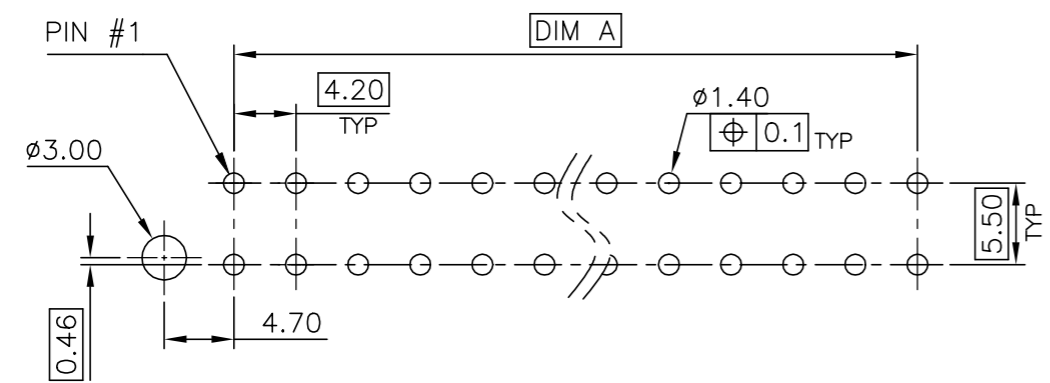 PIN #1
DIM A
4.20
TYP
ø1.40
⌖ 0.1 TYP
ø3.00
5.50
TYP
0.46
4.70